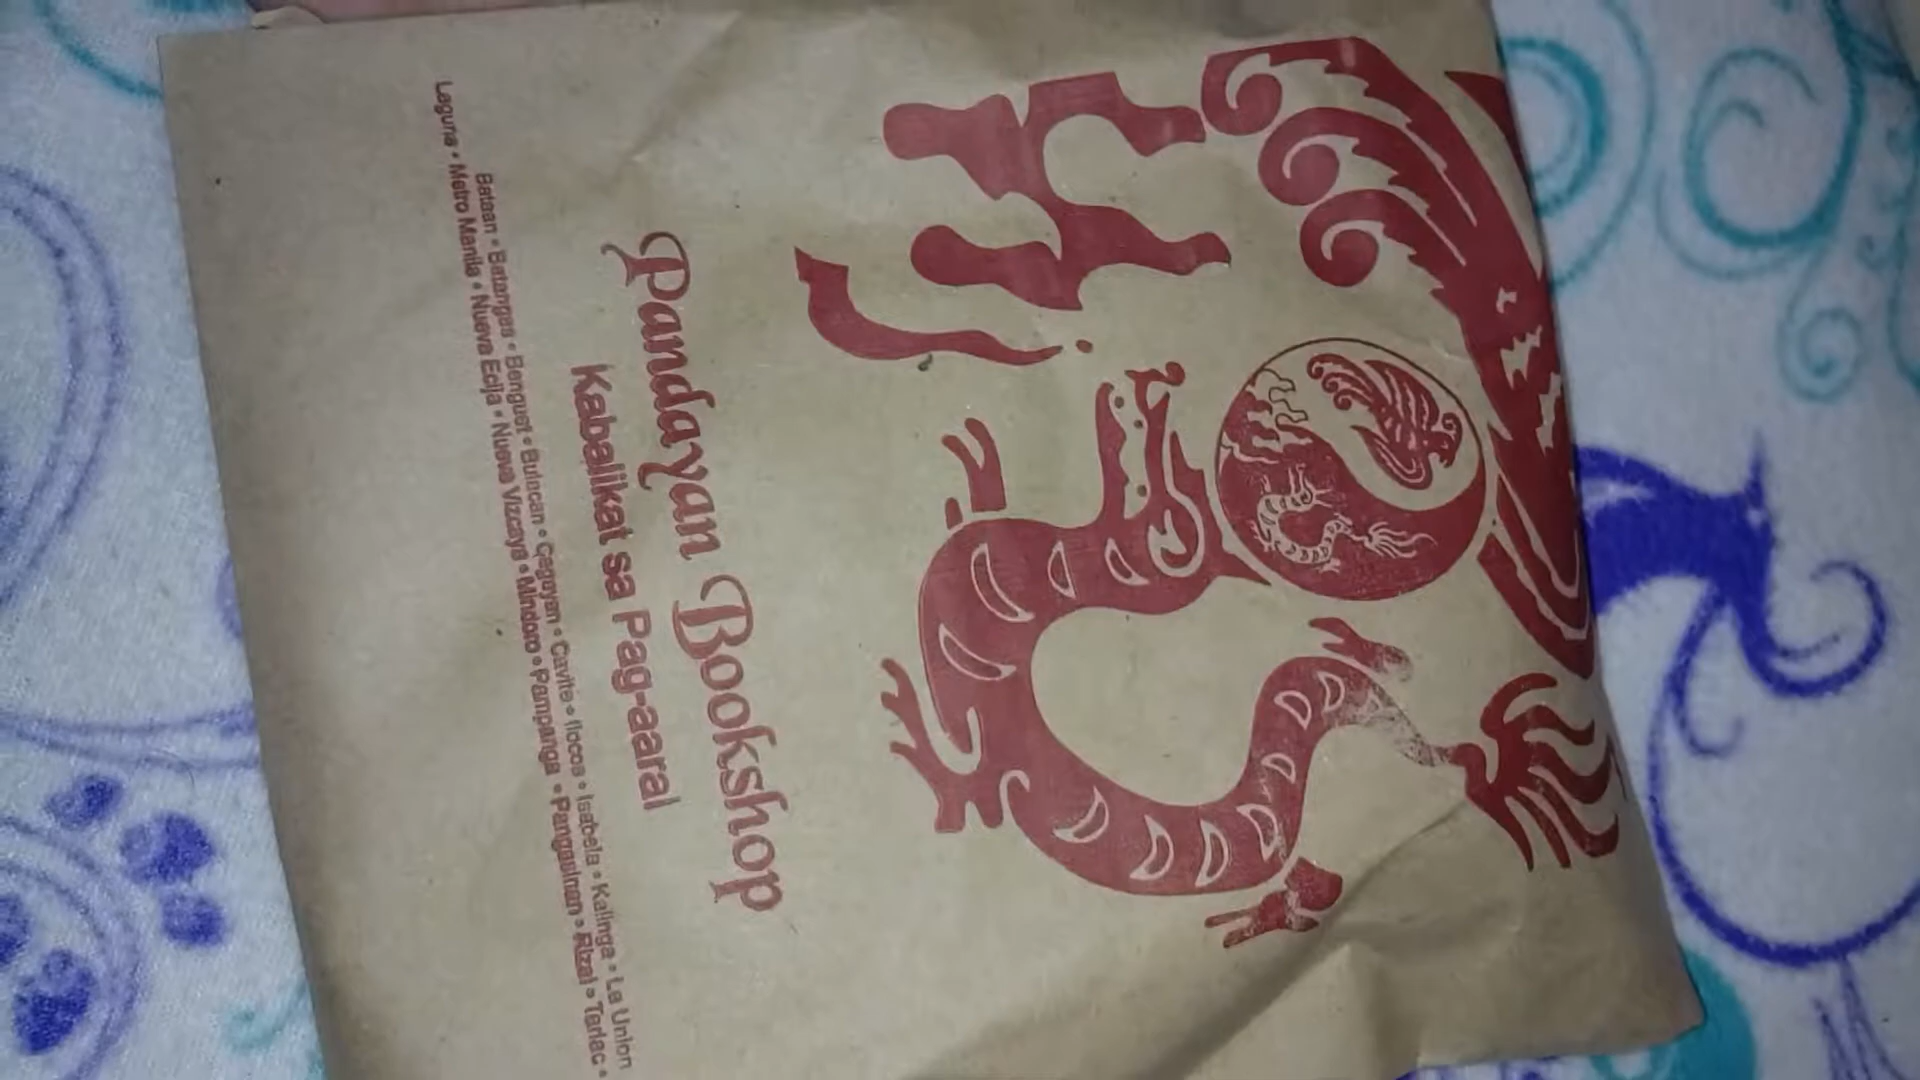 Pandayan Bookshop
Kabalikat sa Pag-aaral
Bataan • Batangas • Benguet • Bulacan • Cagayan • Cavite • Ilocos • Isabela • Kalinga • La Union
Laguna • Metro Manila • Nueva Ecija • Nueva Vizcaya • Mindoro • Pampanga • Pangasinan • Rizal • Tarlac •